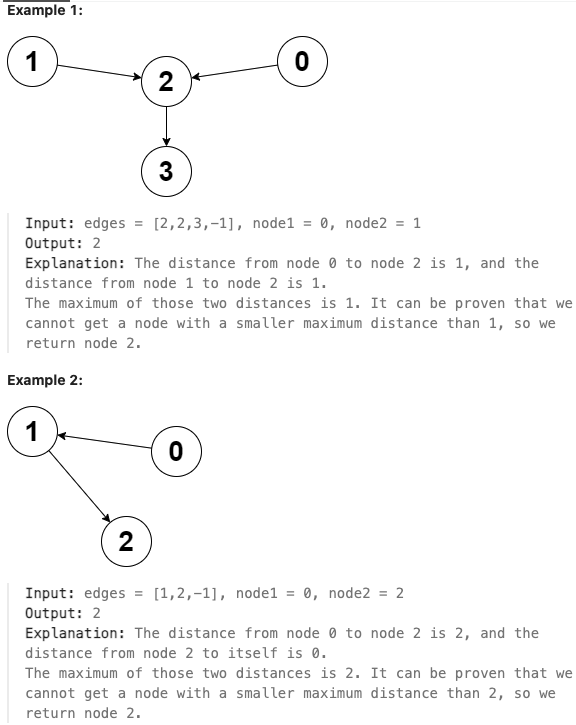 Example 1:
1
0
2
3
Input: edges = [2,2,3,-1], node1 = 0, node2 = 1
Output: 2
Explanation: The distance from node 0 to node 2 is 1, and the
distance from node 1 to node 2 is 1.
The maximum of those two distances is 1. It can be proven that we
cannot get a node with a smaller maximum distance than 1, so we
return node 2.
Example 2:
1
0
2
Input: edges = [1,2,-1], node1 = 0, node2 = 2
Output: 2
Explanation: The distance from node 0 to node 2 is 2, and the
distance from node 2 to itself is 0.
The maximum of those two distances is 2. It can be proven that we
cannot get a node with a smaller maximum distance than 2, so we
return node 2.